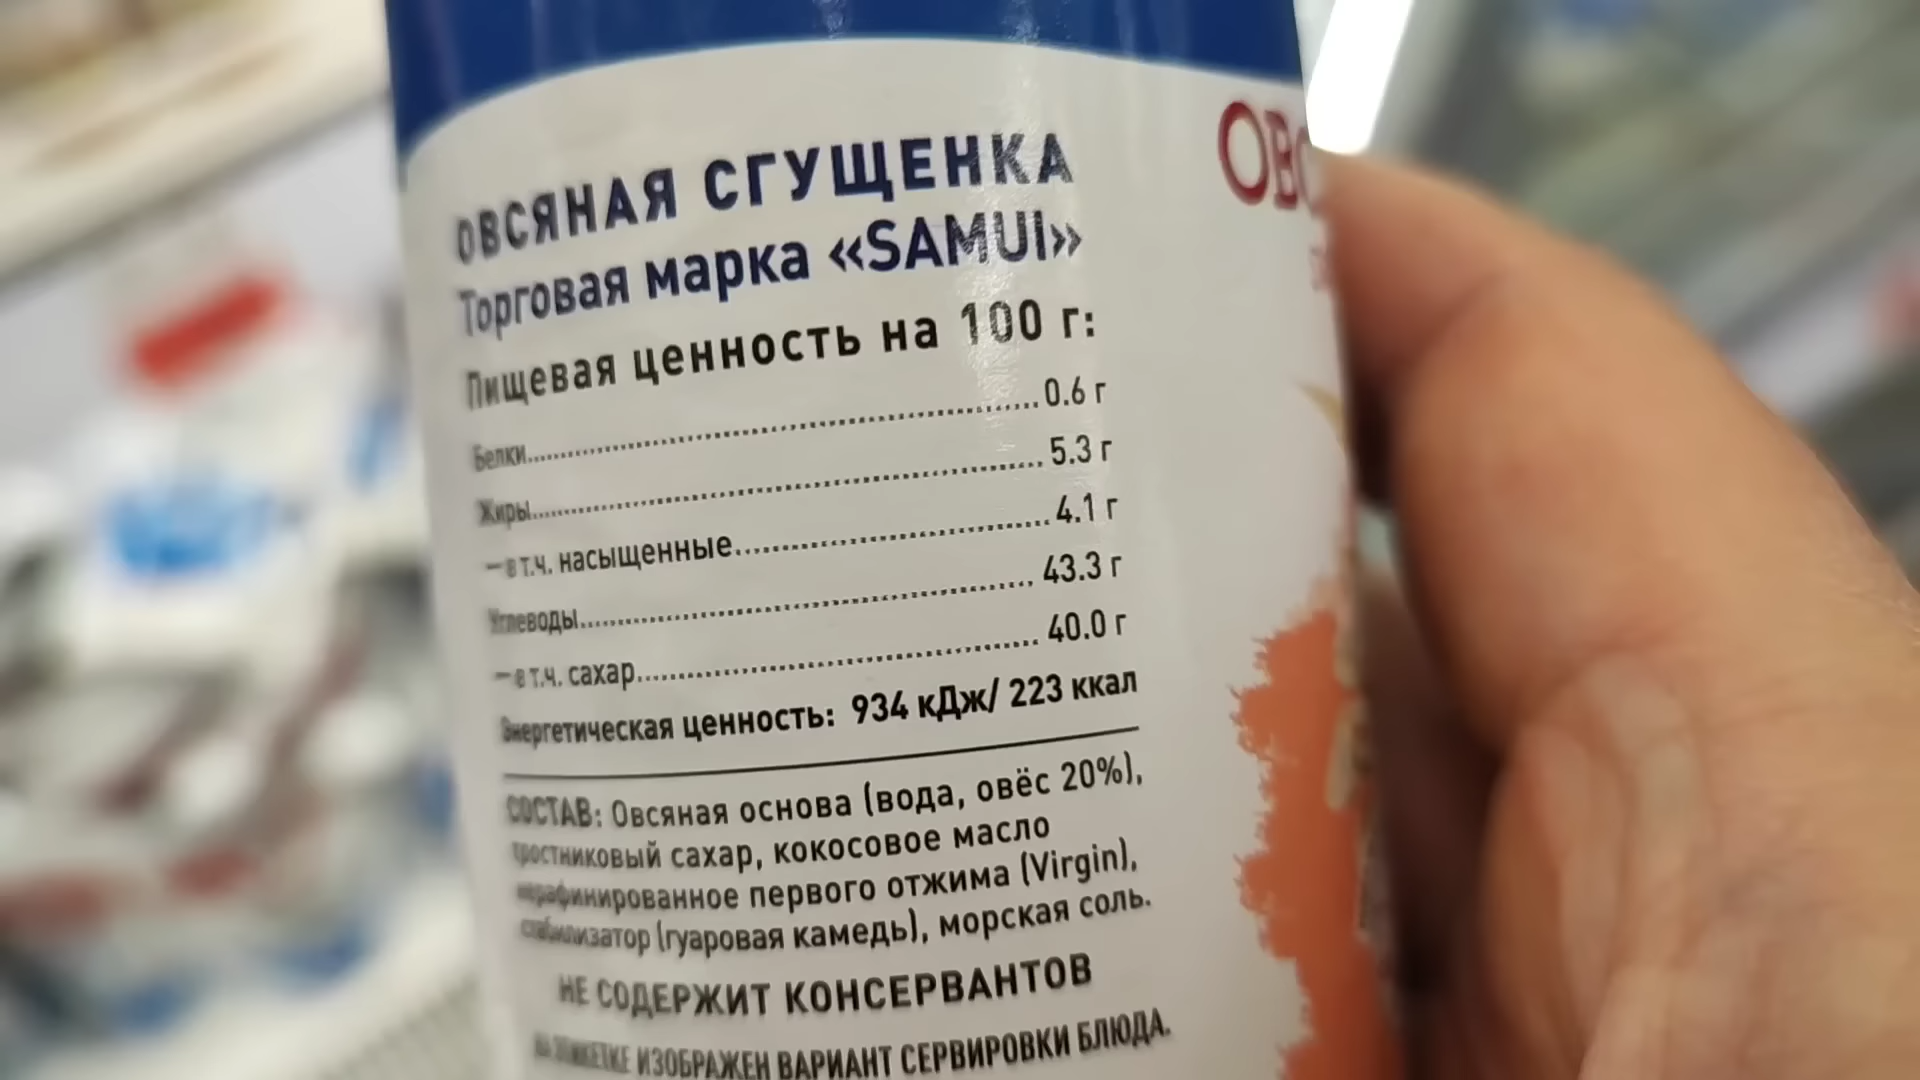 ОВСЯНАЯ СГУЩЕНКА
Торговая марка «SAMUI»
Пищевая ценность на 100 г:
Белки........................0.6 г
Жиры........................5.3 г
– в т.ч. насыщенные........................4.1 г
Углеводы........................43.3 г
– в т.ч. сахар........................40.0 г
Энергетическая ценность: 934 кДж/ 223 ккал
СОСТАВ: Овсяная основа (вода, овёс 20%),
тростниковый сахар, кокосовое масло
нерафинированное первого отжима (Virgin),
стабилизатор (гуаровая камедь), морская соль.
НЕ СОДЕРЖИТ КОНСЕРВАНТОВ
НА ЭТИКЕТКЕ ИЗОБРАЖЕН ВАРИАНТ СЕРВИРОВКИ БЛЮДА.